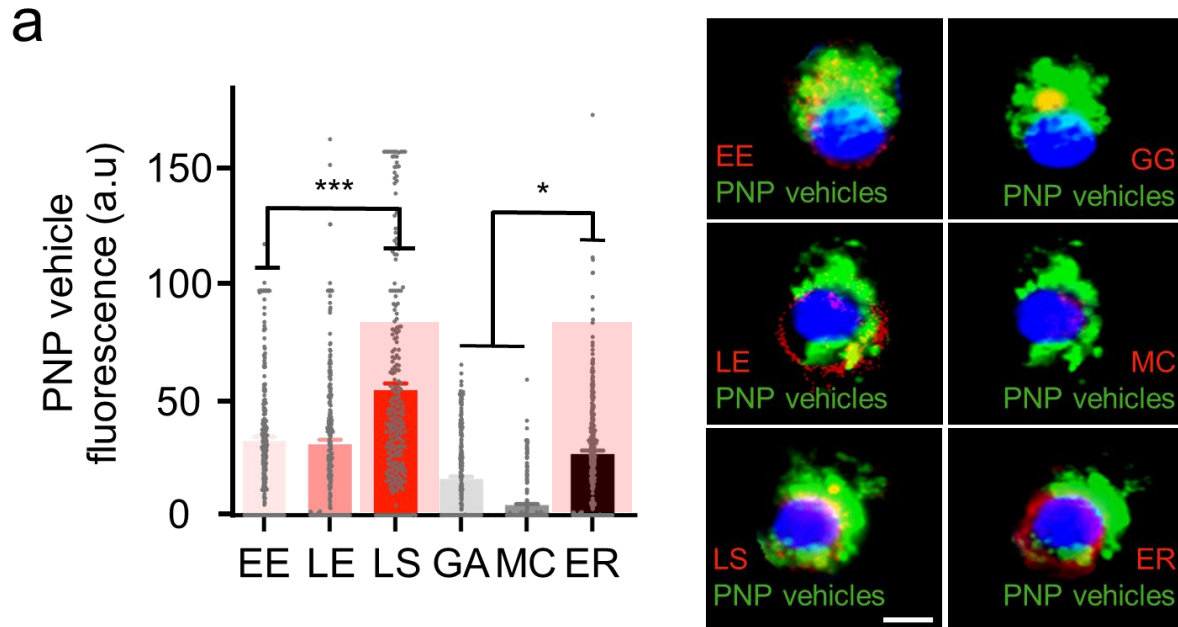 a
PNP vehicle
fluorescence (a.u)
150
100
50
0
***
*
EE LE LS GA MC ER
EE
PNP vehicles
GG
PNP vehicles
LE
PNP vehicles
MC
PNP vehicles
LS
PNP vehicles
ER
PNP vehicles